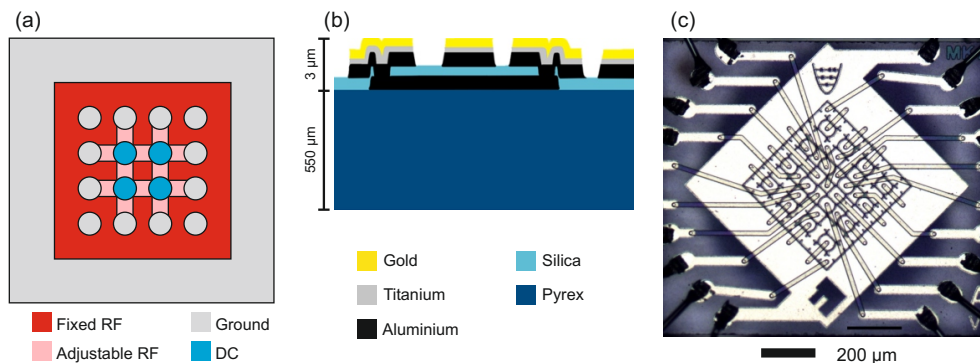 (a)
(b)
(c)
3 µm
550 µm
Fixed RF
Ground
Adjustable RF
DC
Gold
Silica
Titanium
Pyrex
Aluminium
200 µm